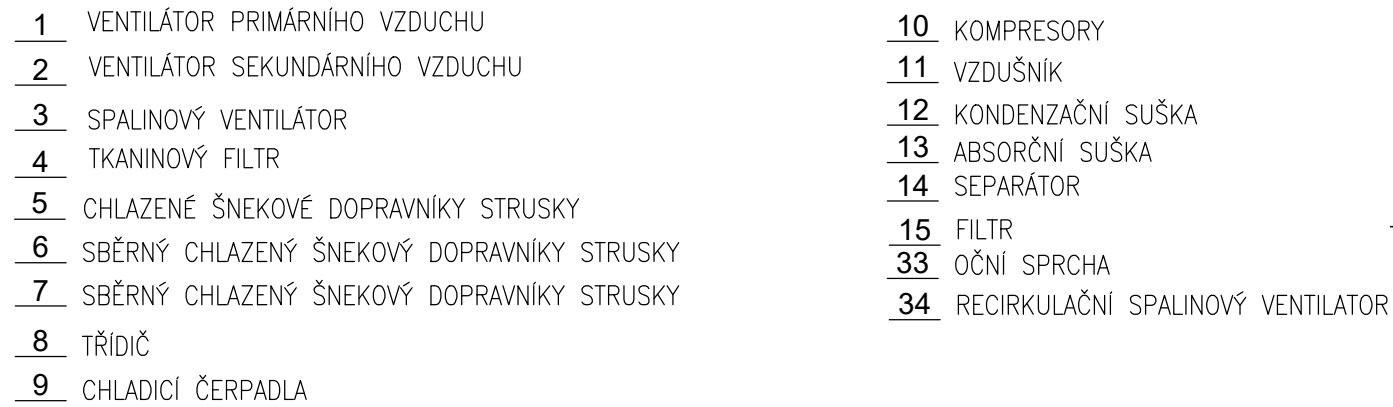 1 VENTILÁTOR PRIMÁRNÍHO VZDUCHU
2 VENTILÁTOR SEKUNDÁRNÍHO VZDUCHU
3 SPALINOVÝ VENTILÁTOR
4 TKANINOVÝ FILTR
5 CHLAZENÉ ŠNEKOVÉ DOPRAVNÍKY STRUSKY
6 SBĚRNÝ CHLAZENÝ ŠNEKOVÝ DOPRAVNÍKY STRUSKY
7 SBĚRNÝ CHLAZENÝ ŠNEKOVÝ DOPRAVNÍKY STRUSKY
8 TŘÍDIČ
9 CHLADICÍ ČERPADLA
10 KOMPRESORY
11 VZDUŠNÍK
12 KONDENZAČNÍ SUŠKA
13 ABSORČNÍ SUŠKA
14 SEPARÁTOR
15 FILTR
33 OČNÍ SPRCHA
34 RECIRKULAČNÍ SPALINOVÝ VENTILATOR